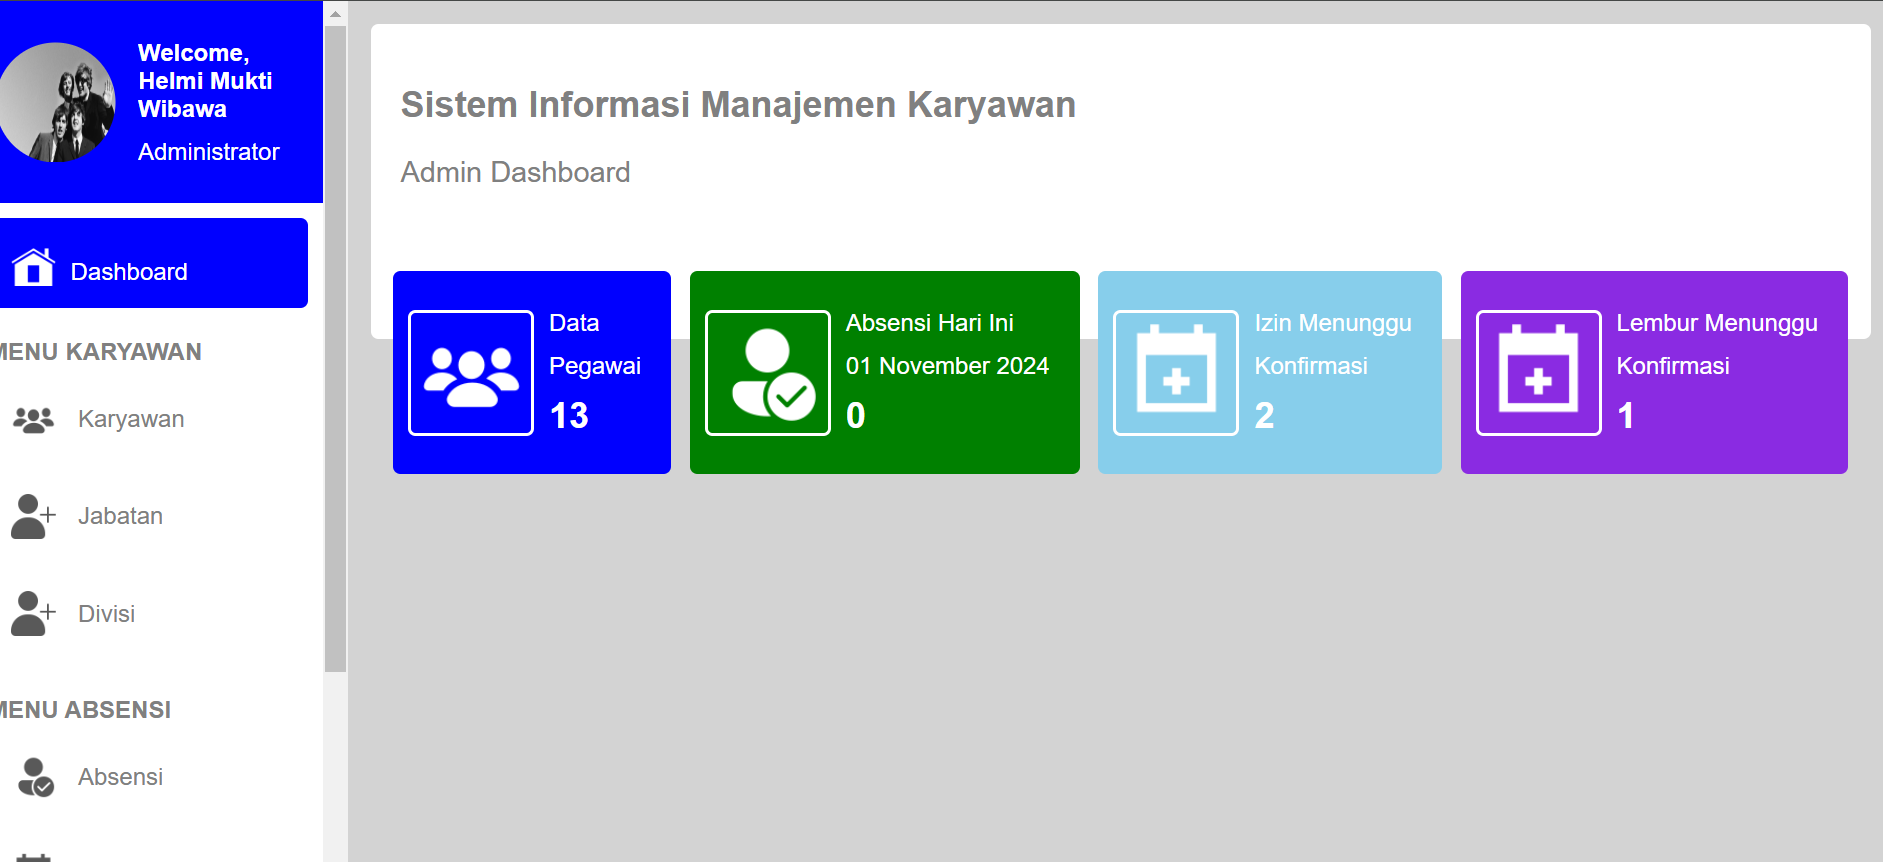 Welcome,
Helmi Mukti
Wibawa
Administrator
Dashboard
MENU KARYAWAN
Karyawan
Jabatan
Divisi
MENU ABSENSI
Absensi
Sistem Informasi Manajemen Karyawan
Admin Dashboard
Data
Pegawai
13
Absensi Hari Ini
01 November 2024
0
Izin Menunggu
Konfirmasi
2
Lembur Menunggu
Konfirmasi
1